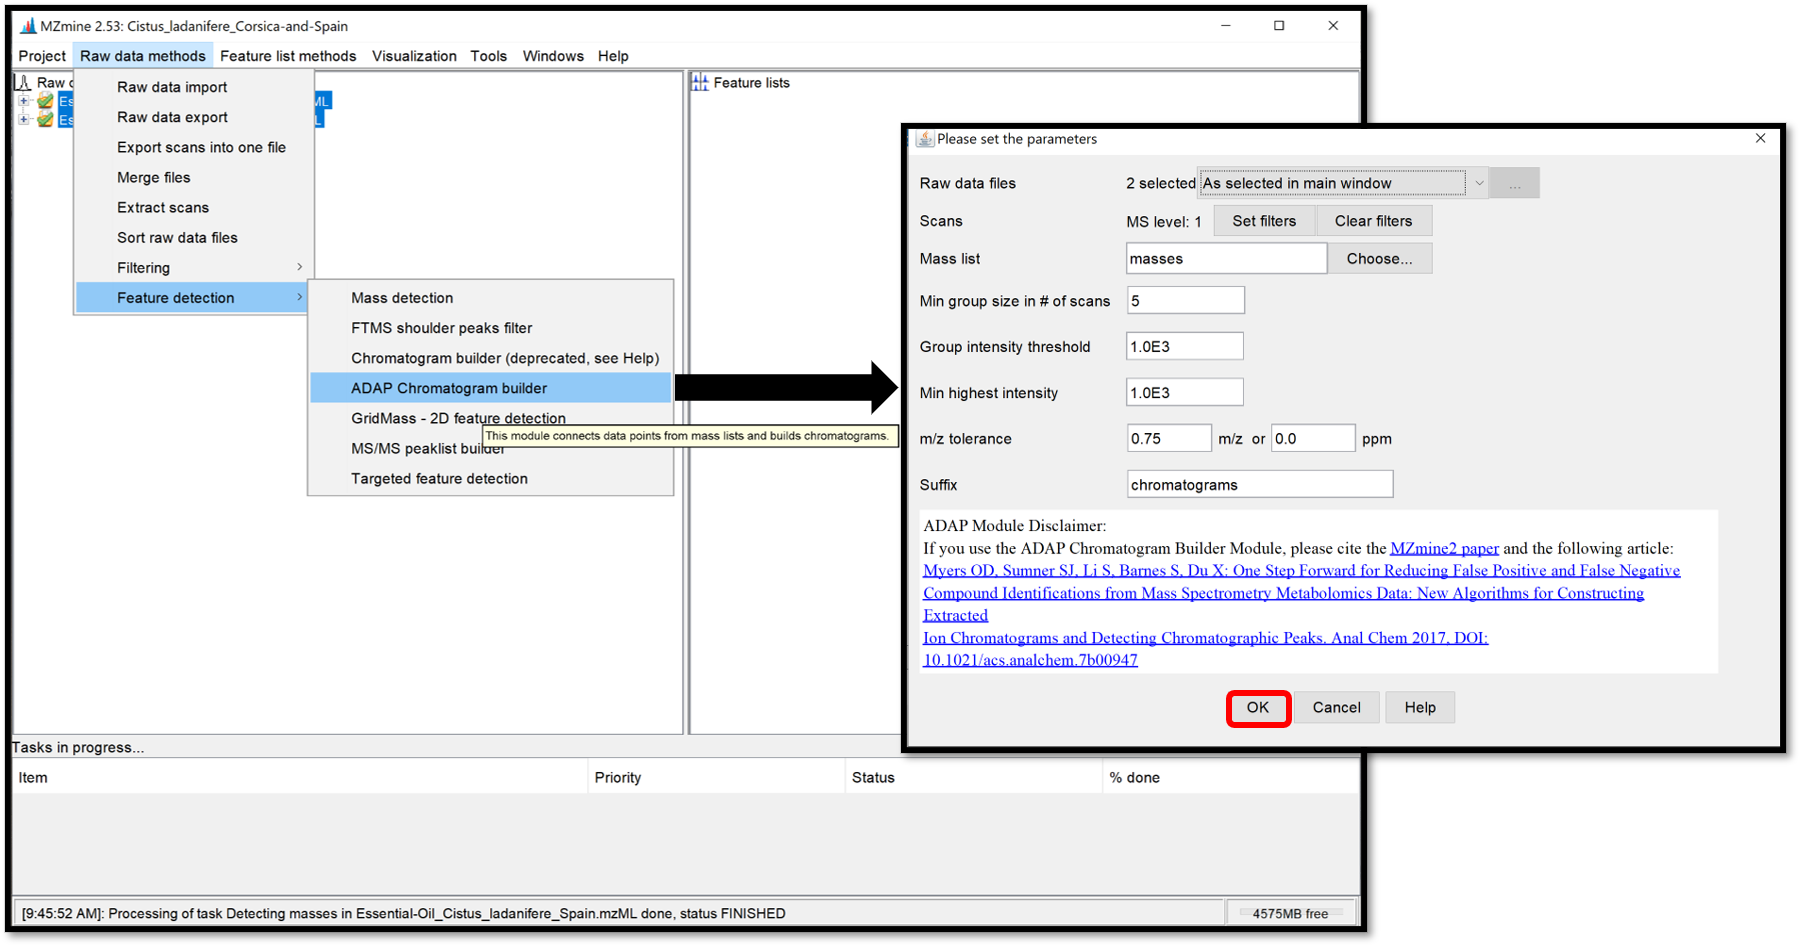 MZmine 2.53: Cistus_ladanifere_Corsica-and-Spain
Project Raw data methods Feature list methods Visualization Tools Windows Help
Raw
Feature lists
Raw data import
Raw data export
Export scans into one file
Merge files
Extract scans
Sort raw data files
Filtering
Feature detection
Mass detection
FTMS shoulder peaks filter
Chromatogram builder (deprecated, see Help)
ADAP Chromatogram builder
GridMass - 2D feature detection
This module connects data points from mass lists and builds chromatograms.
MS/MS peaklist builder
Targeted feature detection
Please set the parameters
Raw data files 2 selected As selected in main window ...
Scans MS level: 1 Set filters Clear filters
Mass list masses Choose...
Min group size in # of scans 5
Group intensity threshold 1.0E3
Min highest intensity 1.0E3
m/z tolerance 0.75 m/z or 0.0 ppm
Suffix chromatograms
ADAP Module Disclaimer:
If you use the ADAP Chromatogram Builder Module, please cite the MZmine2 paper and the following article:
Myers OD, Sumner SJ, Li S, Barnes S, Du X: One Step Forward for Reducing False Positive and False Negative
Compound Identifications from Mass Spectrometry Metabolomics Data: New Algorithms for Constructing
Extracted
Ion Chromatograms and Detecting Chromatographic Peaks. Anal Chem 2017, DOI:
10.1021/acs.analchem.7b00947
OK Cancel Help
Tasks in progress...
Item Priority Status % done
[9:45:52 AM]: Processing of task Detecting masses in Essential-Oil_Cistus_ladanifere_Spain.mzML done, status FINISHED
4575MB free